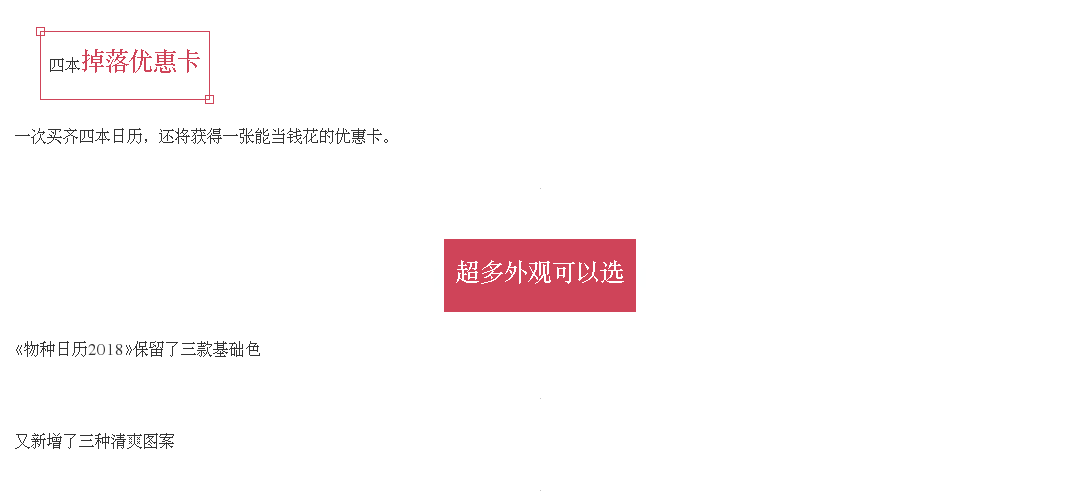 四本掉落优惠卡
一次买齐四本日历，还将获得一张能当钱花的优惠卡。
超多外观可以选
《物种日历2018》保留了三款基础色
又新增了三种清爽图案